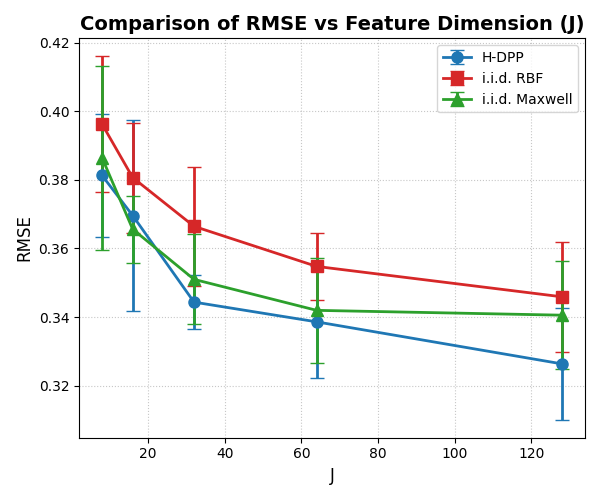 Comparison of RMSE vs Feature Dimension (J)
0.42
0.40
0.38
0.36
0.34
0.32
RMSE
H-DPP
i.i.d. RBF
i.i.d. Maxwell
20
40
60
80
100
120
J